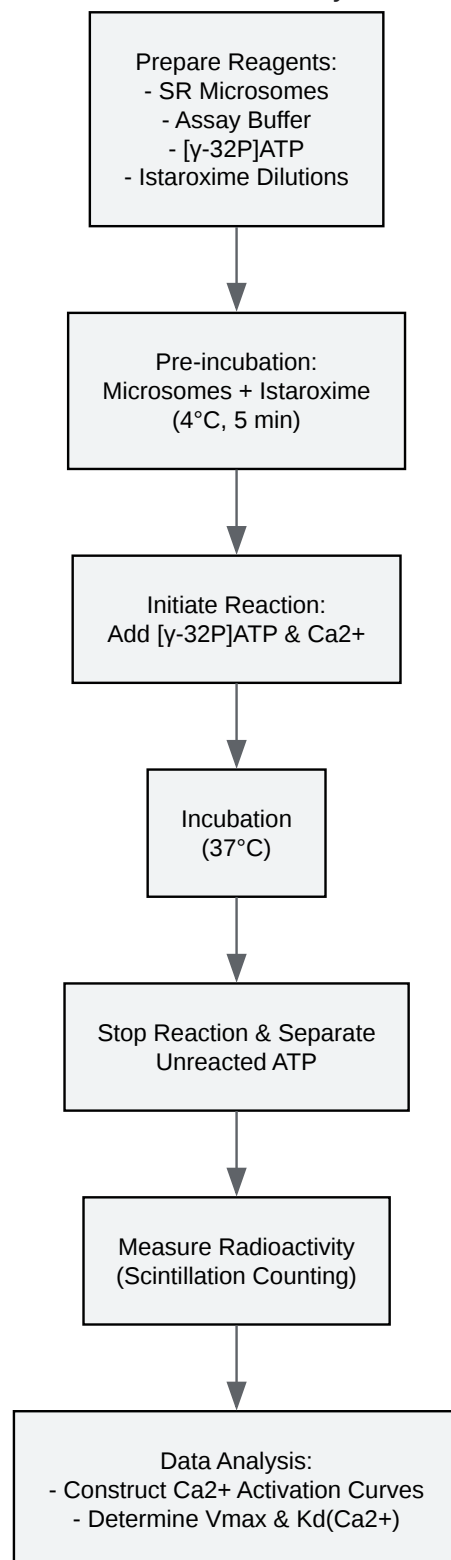 Prepare Reagents:
- SR Microsomes
- Assay Buffer
- [γ-32P]ATP
- Istaroxime Dilutions
Pre-incubation:
Microsomes + Istaroxime
(4°C, 5 min)
Initiate Reaction:
Add [γ-32P]ATP & Ca2+
Incubation
(37°C)
Stop Reaction & Separate
Unreacted ATP
Measure Radioactivity
(Scintillation Counting)
Data Analysis:
- Construct Ca2+ Activation Curves
- Determine Vmax & Kd(Ca2+)